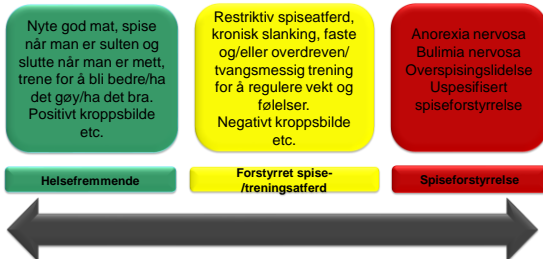 Nyte god mat, spise
når man er sulten og
slutte når man er mett,
trene for å bli bedre/ha
det gøy/ha det bra.
Positivt kroppsbilde
etc.
Restriktiv spiseatferd,
kronisk slanking, faste
og/eller overdreven/
tvangsmessig trening
for å regulere vekt og
følelser.
Negativt kroppsbilde
etc.
Anorexia nervosa
Bulimia nervosa
Overspisingslidelse
Uspesifisert
spiseforstyrrelse
Helsefremmende
Forstyrret spise-
/treningsatferd
Spiseforstyrrelse